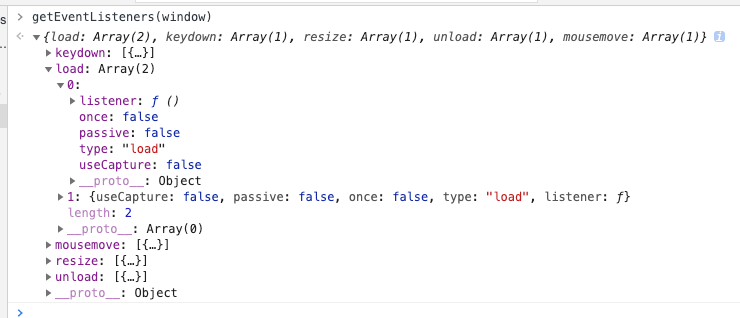 getEventListeners(window)
{load: Array(2), keydown: Array(1), resize: Array(1), unload: Array(1), mousemove: Array(1)} i
keydown: [{…}]
load: Array(2)
0:
listener: ƒ ()
once: false
passive: false
type: "load"
useCapture: false
__proto__: Object
1: {useCapture: false, passive: false, once: false, type: "load", listener: ƒ}
length: 2
__proto__: Array(0)
mousemove: [{…}]
resize: [{…}]
unload: [{…}]
__proto__: Object